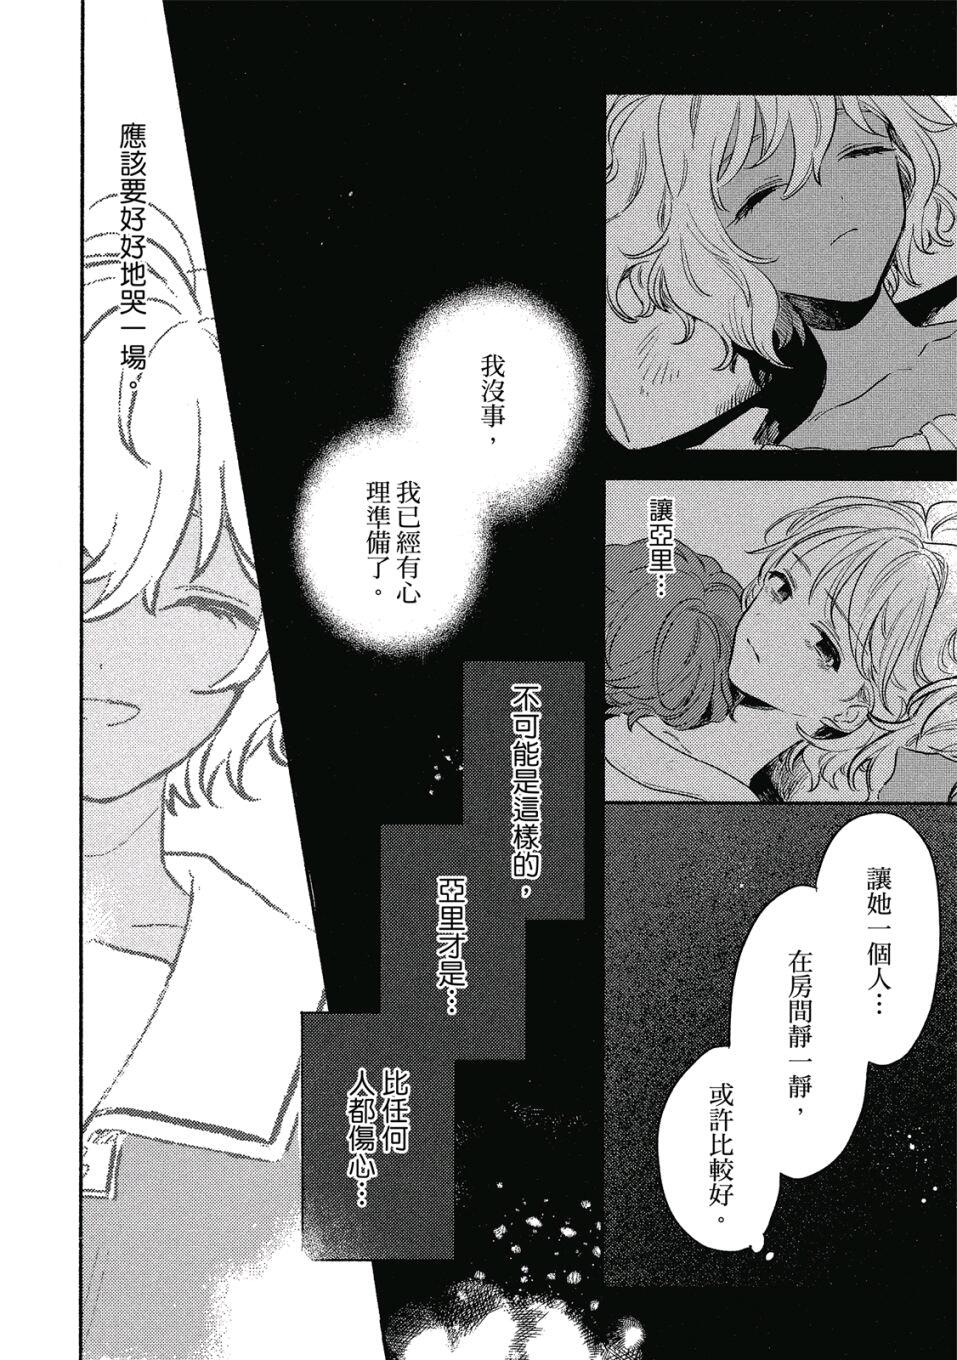 讓亞里…
讓她一個人…
在房間靜一靜，
或許比較好。
我沒事，
我已經有心
理準備了。
不可能是這樣的，
亞里才是…
比任何
人都傷心…
應該要好好地哭一場。